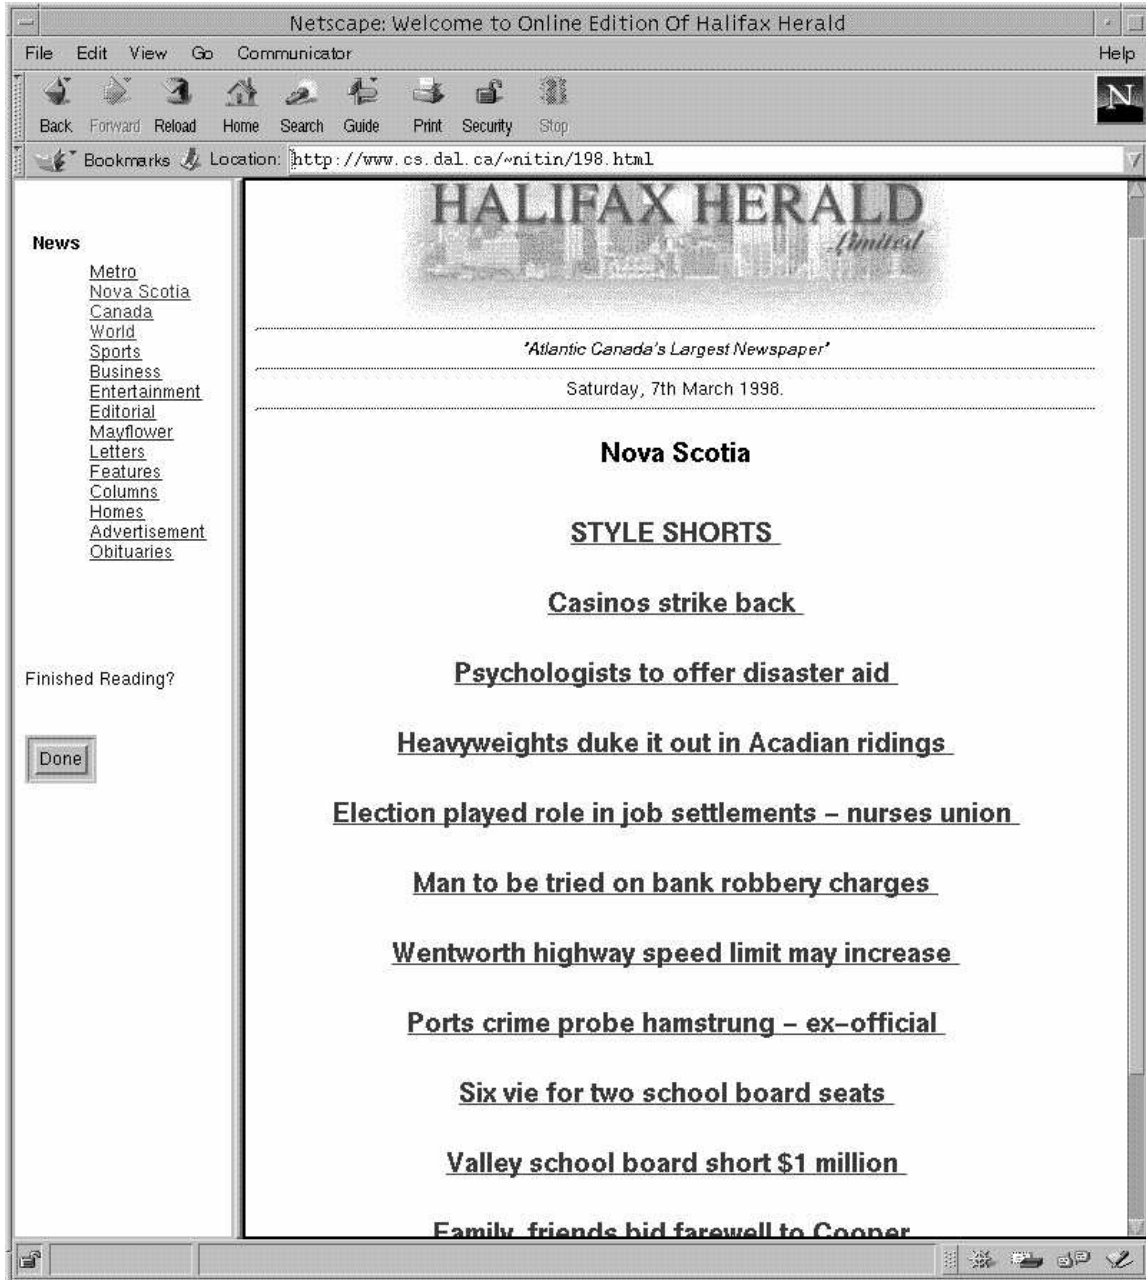 Netscape: Welcome to Online Edition Of Halifax Herald
File Edit View Go Communicator Help
Back Forward Reload Home Search Guide Print Security Stop
N
Bookmarks Location: http://www.cs.dal.ca/~nitin/198.html
HALIFAX HERALD
Limited
News
Metro
Nova Scotia
Canada
World
Sports
Business
Entertainment
Editorial
Mayflower
Letters
Features
Columns
Homes
Advertisement
Obituaries
Finished Reading?
Done
"Atlantic Canada's Largest Newspaper"
Saturday, 7th March 1998.
Nova Scotia
STYLE SHORTS
Casinos strike back
Psychologists to offer disaster aid
Heavyweights duke it out in Acadian ridings
Election played role in job settlements – nurses union
Man to be tried on bank robbery charges
Wentworth highway speed limit may increase
Ports crime probe hamstrung – ex–official
Six vie for two school board seats
Valley school board short $1 million
Family, friends bid farewell to Cooper